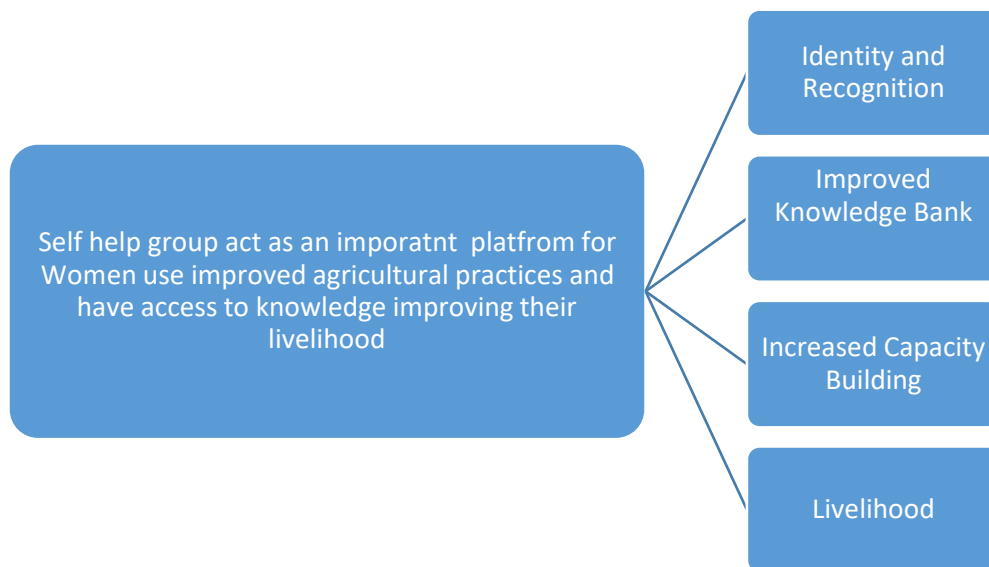 Self help group act as an imporatnt  platfrom for
Women use improved agricultural practices and
have access to knowledge improving their
livelihood
Identity and
Recognition
Improved
Knowledge Bank
Increased Capacity
Building
Livelihood